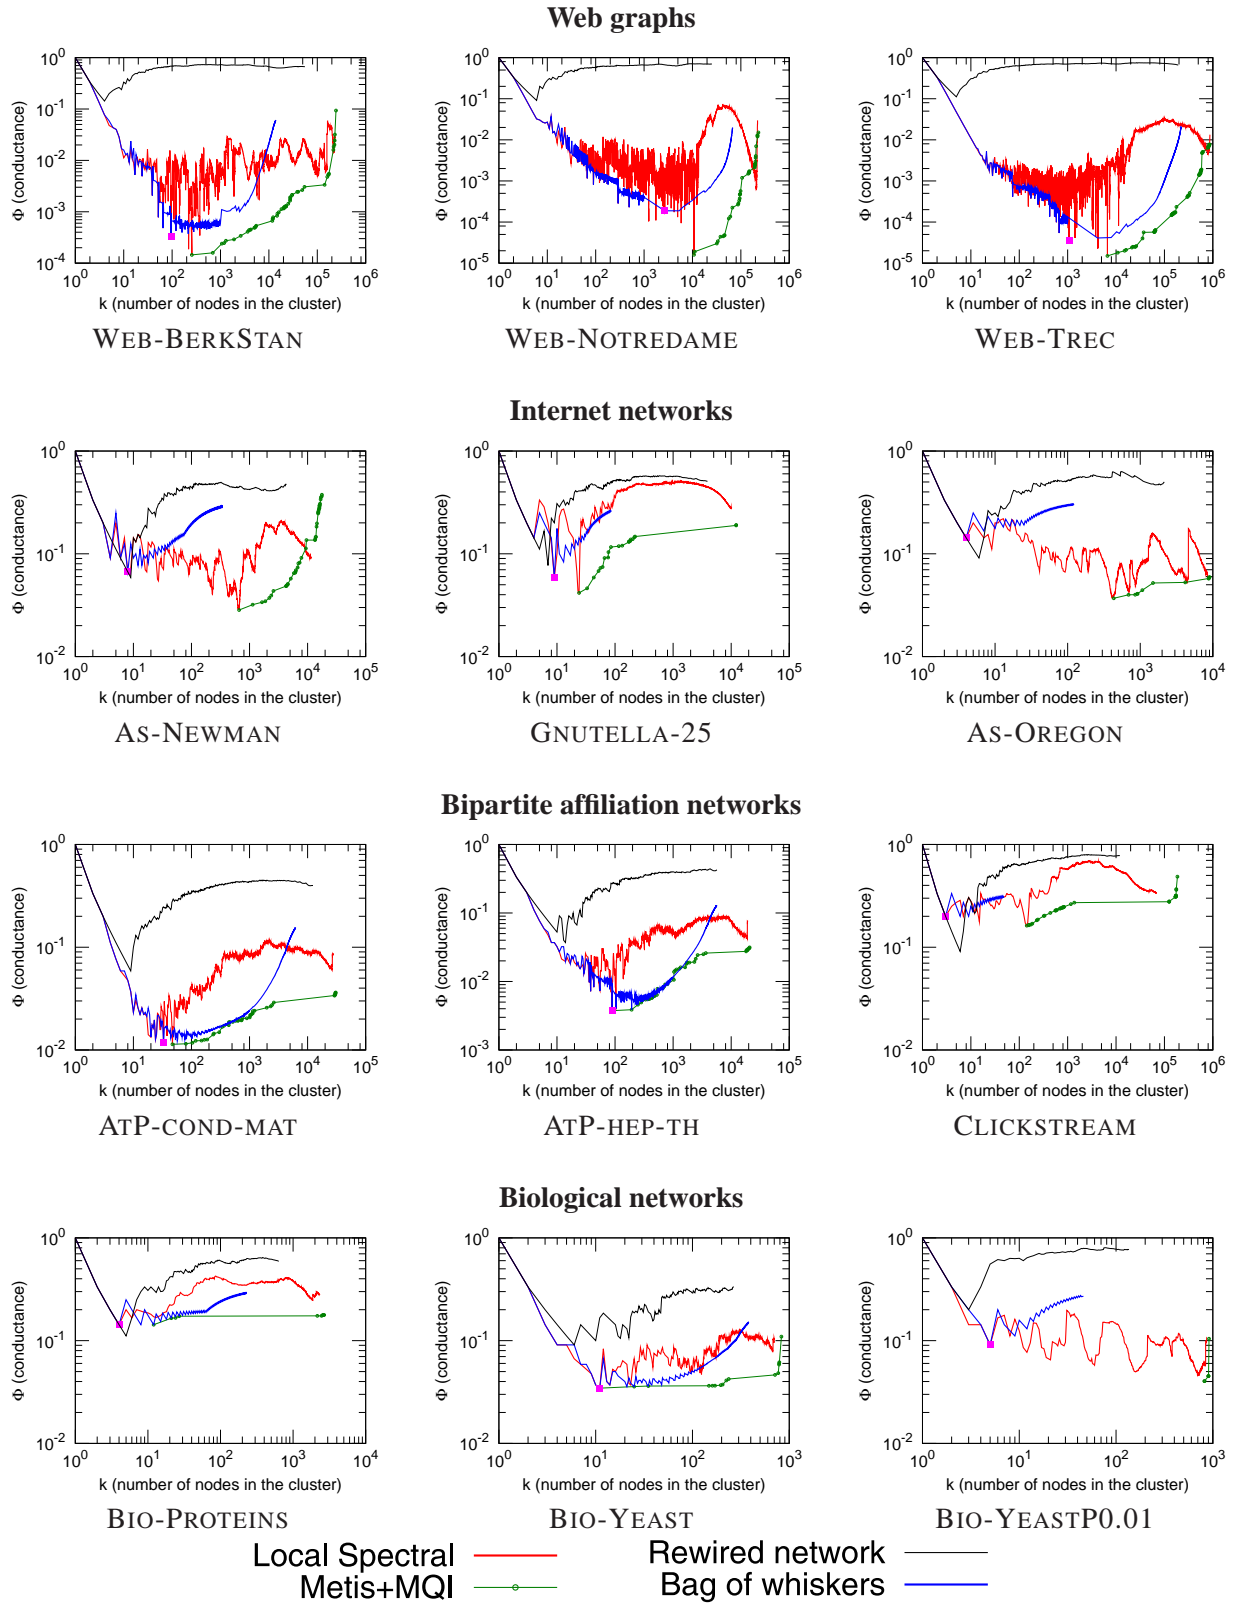 Web graphs
10^0
10^-1
10^-2
10^-3
10^-4
10^0 10^1 10^2 10^3 10^4 10^5 10^6
Φ (conductance)
k (number of nodes in the cluster)
WEB-BERKSTAN
10^0
10^-1
10^-2
10^-3
10^-4
10^-5
10^0 10^1 10^2 10^3 10^4 10^5 10^6
Φ (conductance)
k (number of nodes in the cluster)
WEB-NOTREDAME
10^0
10^-1
10^-2
10^-3
10^-4
10^-5
10^0 10^1 10^2 10^3 10^4 10^5 10^6
Φ (conductance)
k (number of nodes in the cluster)
WEB-TREC
Internet networks
10^0
10^-1
10^-2
10^0 10^1 10^2 10^3 10^4 10^5
Φ (conductance)
k (number of nodes in the cluster)
AS-NEWMAN
10^0
10^-1
10^-2
10^0 10^1 10^2 10^3 10^4 10^5
Φ (conductance)
k (number of nodes in the cluster)
GNUTELLA-25
10^0
10^-1
10^-2
10^0 10^1 10^2 10^3 10^4
Φ (conductance)
k (number of nodes in the cluster)
AS-OREGON
Bipartite affiliation networks
10^0
10^-1
10^-2
10^0 10^1 10^2 10^3 10^4 10^5
Φ (conductance)
k (number of nodes in the cluster)
ATP-COND-MAT
10^0
10^-1
10^-2
10^-3
10^0 10^1 10^2 10^3 10^4 10^5
Φ (conductance)
k (number of nodes in the cluster)
ATP-HEP-TH
10^0
10^-1
10^-2
10^0 10^1 10^2 10^3 10^4 10^5 10^6
Φ (conductance)
k (number of nodes in the cluster)
CLICKSTREAM
Biological networks
10^0
10^-1
10^-2
10^0 10^1 10^2 10^3 10^4
Φ (conductance)
k (number of nodes in the cluster)
BIO-PROTEINS
10^0
10^-1
10^-2
10^0 10^1 10^2 10^3
Φ (conductance)
k (number of nodes in the cluster)
BIO-YEAST
10^0
10^-1
10^-2
10^0 10^1 10^2 10^3
Φ (conductance)
k (number of nodes in the cluster)
BIO-YEASTP0.01
Local Spectral
Metis+MQI
Rewired network
Bag of whiskers